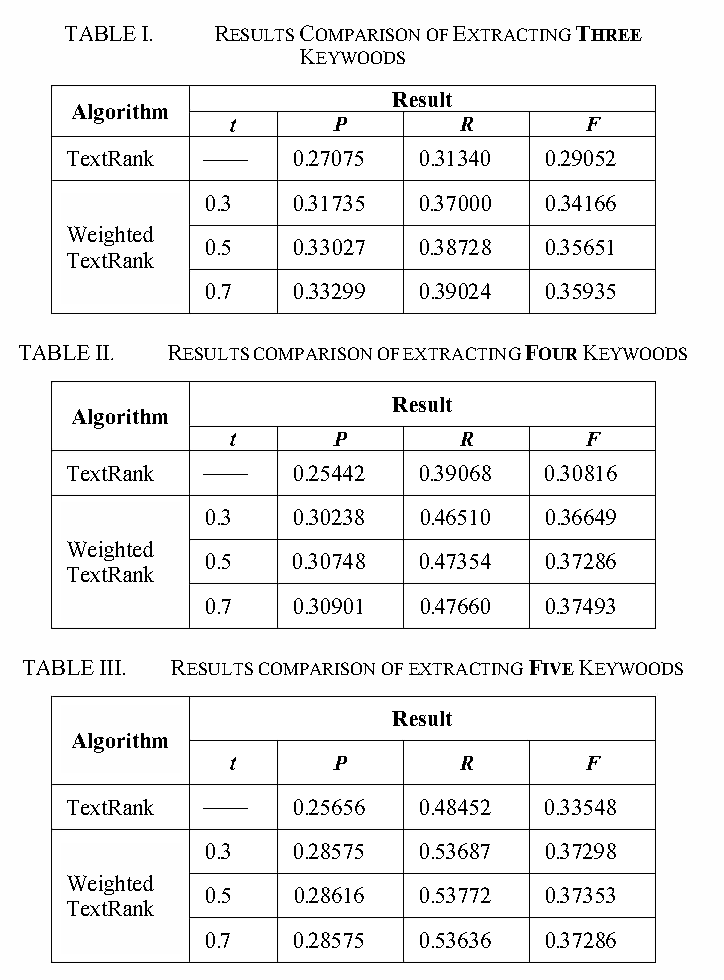 TABLE I. RESULTS COMPARISON OF EXTRACTING THREE
KEYWOODS
Algorithm Result
t P R F
TextRank —— 0.27075 0.31340 0.29052
Weighted TextRank 0.3 0.31735 0.37000 0.34166
0.5 0.33027 0.38728 0.35651
0.7 0.33299 0.39024 0.35935
TABLE II. RESULTS COMPARISON OF EXTRACTING FOUR KEYWOODS
Algorithm Result
t P R F
TextRank —— 0.25442 0.39068 0.30816
Weighted TextRank 0.3 0.30238 0.46510 0.36649
0.5 0.30748 0.47354 0.37286
0.7 0.30901 0.47660 0.37493
TABLE III. RESULTS COMPARISON OF EXTRACTING FIVE KEYWOODS
Algorithm Result
t P R F
TextRank —— 0.25656 0.48452 0.33548
Weighted TextRank 0.3 0.28575 0.53687 0.37298
0.5 0.28616 0.53772 0.37353
0.7 0.28575 0.53636 0.37286